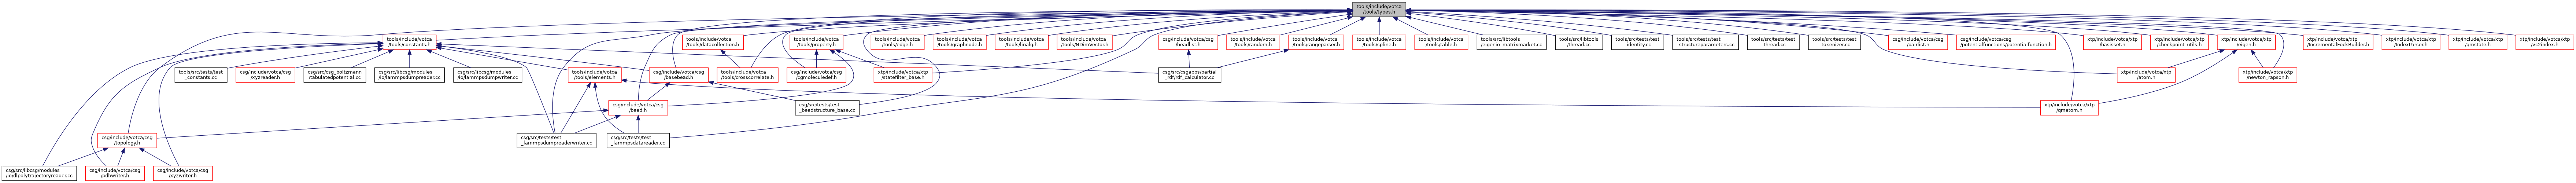 tools/include/votca
/tools/types.h
tools/include/votca
/tools/constants.h
tools/include/votca
/tools/datacollection.h
tools/include/votca
/tools/property.h
tools/include/votca
/tools/edge.h
tools/include/votca
/tools/graphnode.h
tools/include/votca
/tools/linalg.h
tools/include/votca
/tools/NDimVector.h
csg/include/votca/csg
/beadlist.h
tools/include/votca
/tools/random.h
tools/include/votca
/tools/rangeparser.h
tools/include/votca
/tools/spline.h
tools/include/votca
/tools/table.h
tools/src/libtools
/eigenio_matrixmarket.cc
tools/src/libtools
/thread.cc
tools/src/tests/test
_identity.cc
tools/src/tests/test
_structureparameters.cc
tools/src/tests/test
_thread.cc
tools/src/tests/test
_tokenizer.cc
csg/include/votca/csg
/pairlist.h
csg/include/votca/csg
/potentialfunctions/potentialfunction.h
xtp/include/votca/xtp
/basisset.h
xtp/include/votca/xtp
/checkpoint_utils.h
xtp/include/votca/xtp
/eigen.h
xtp/include/votca/xtp
/IncrementalFockBuilder.h
xtp/include/votca/xtp
/IndexParser.h
xtp/include/votca/xtp
/qmstate.h
xtp/include/votca/xtp
/vc2index.h
tools/src/tests/test
_constants.cc
csg/include/votca/csg
/xyzreader.h
csg/src/csg_boltzmann
/tabulatedpotential.cc
csg/src/libcsg/modules
/io/lammpsdumpreader.cc
csg/src/libcsg/modules
/io/lammpsdumpwriter.cc
tools/include/votca
/tools/elements.h
csg/include/votca/csg
/basebead.h
tools/include/votca
/tools/crosscorrelate.h
csg/include/votca/csg
/cgmoleculedef.h
xtp/include/votca/xtp
/statefilter_base.h
csg/src/csgapps/partial
_rdf/rdf_calculator.cc
xtp/include/votca/xtp
/atom.h
xtp/include/votca/xtp
/newton_rapson.h
csg/include/votca/csg
/bead.h
csg/src/tests/test
_beadstructure_base.cc
xtp/include/votca/xtp
/qmatom.h
csg/include/votca/csg
/topology.h
csg/src/tests/test
_lammpsdumpreaderwriter.cc
csg/src/tests/test
_lammpsdatareader.cc
csg/src/libcsg/modules
/io/dlpolytrajectoryreader.cc
csg/include/votca/csg
/pdbwriter.h
csg/include/votca/csg
/xyzwriter.h